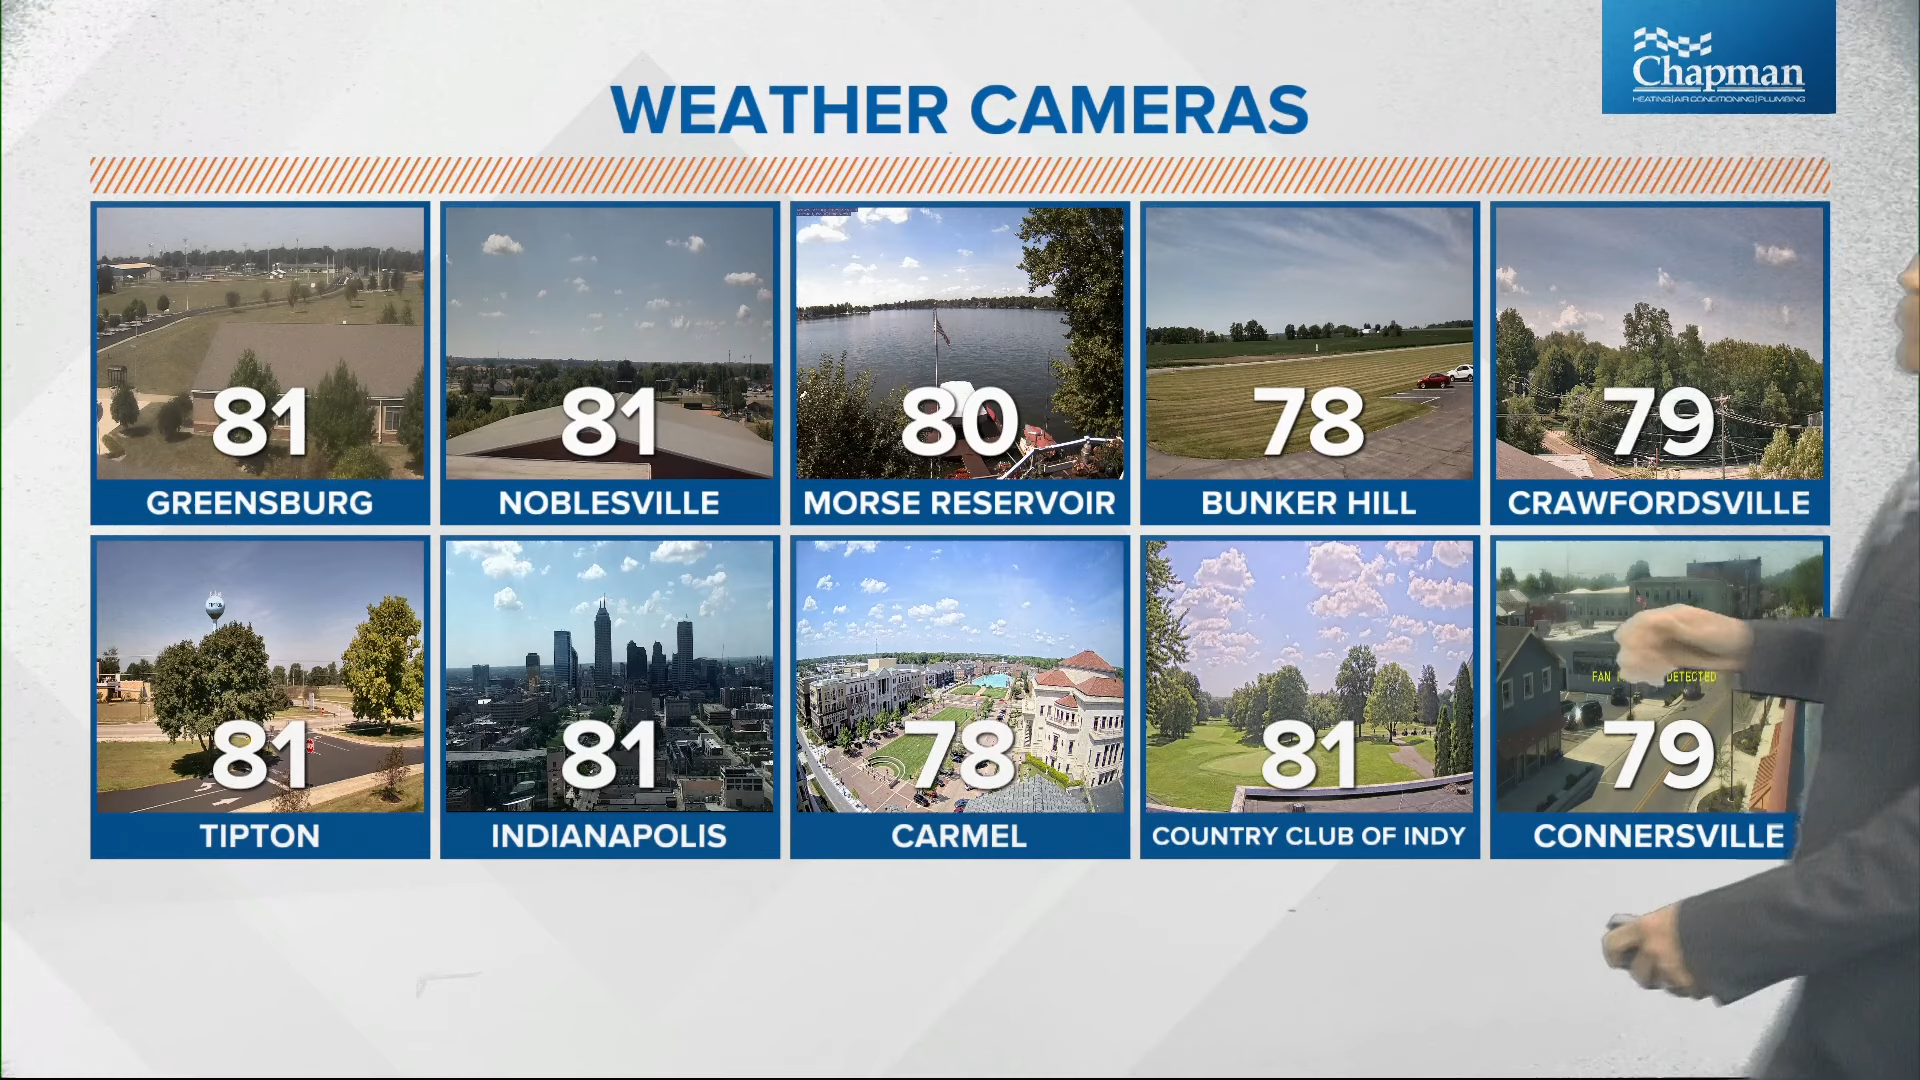 Chapman
HEATING|AIR CONDITIONING|PLUMBING
WEATHER CAMERAS
81
81
80
78
79
GREENSBURG
NOBLESVILLE
MORSE RESERVOIR
BUNKER HILL
CRAWFORDSVILLE
TIPTON
FAN
DETECTED
81
81
78
81
79
TIPTON
INDIANAPOLIS
CARMEL
COUNTRY CLUB OF INDY
CONNERSVILLE